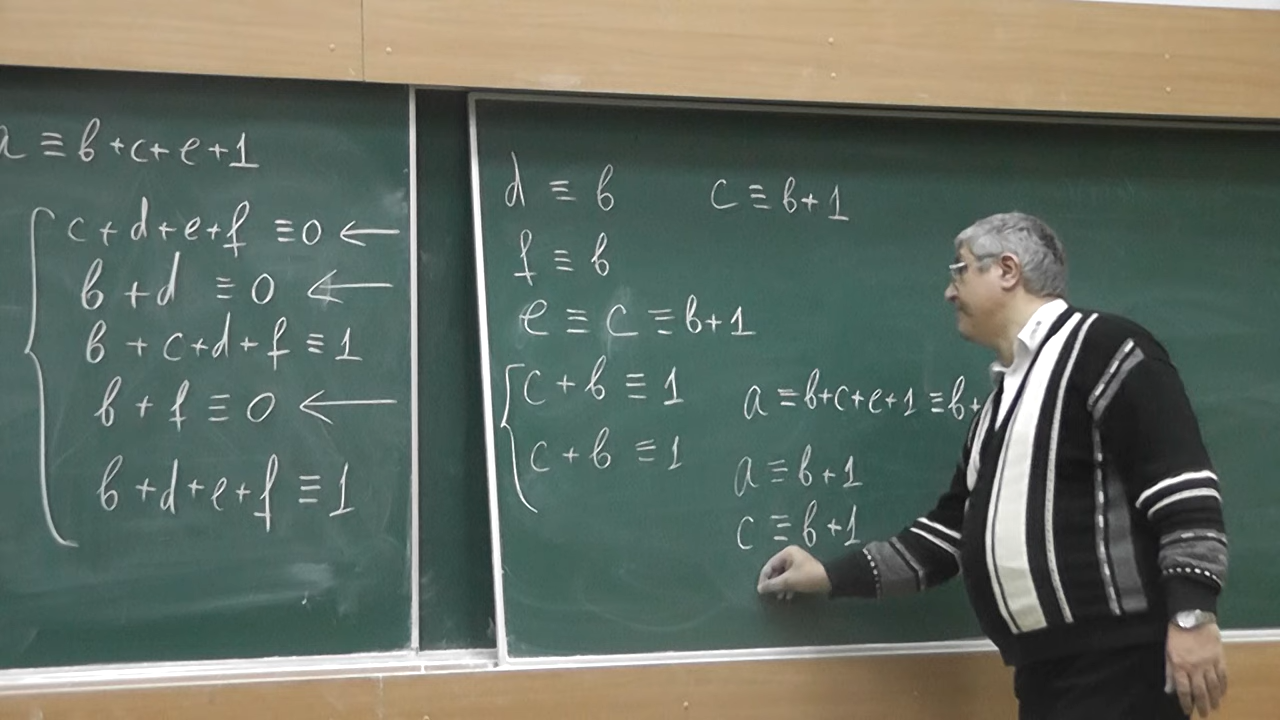 a ≡ b+c+e+1
c+d+e+f ≡ 0 ←
b+d ≡ 0 ←
b+c+d+f ≡ 1
b+f ≡ 0 ←
b+d+e+f ≡ 1
d ≡ b
c ≡ b+1
f ≡ b
e ≡ c ≡ b+1
c+b ≡ 1
c+b ≡ 1
a ≡ b+c+e+1 ≡ b+
a ≡ b+1
c ≡ b+1